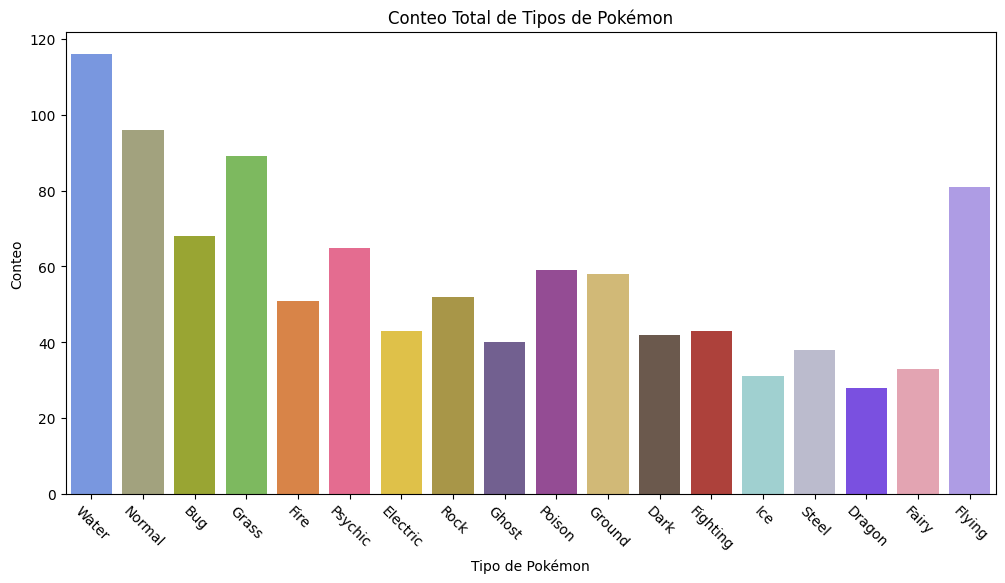 Conteo Total de Tipos de Pokémon
Conteo
120
100
80
60
40
20
0
Water
Normal
Bug
Grass
Fire
Psychic
Electric
Rock
Ghost
Poison
Ground
Dark
Fighting
Ice
Steel
Dragon
Fairy
Flying
Tipo de Pokémon